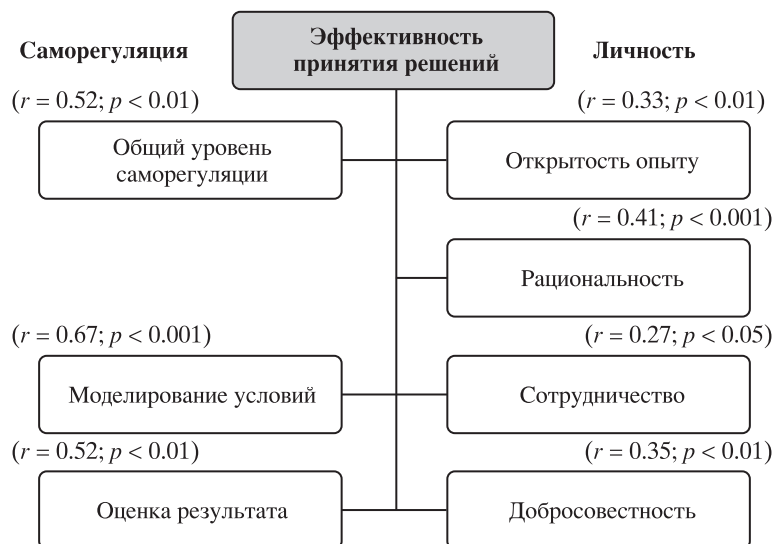 Саморегуляция
Эффективность
принятия решений
Личность
(r = 0.52; p < 0.01)
(r = 0.33; p < 0.01)
Общий уровень
саморегуляции
Открытость опыту
(r = 0.41; p < 0.001)
Рациональность
(r = 0.67; p < 0.001)
(r = 0.27; p < 0.05)
Моделирование условий
Сотрудничество
(r = 0.52; p < 0.01)
(r = 0.35; p < 0.01)
Оценка результата
Добросовестность